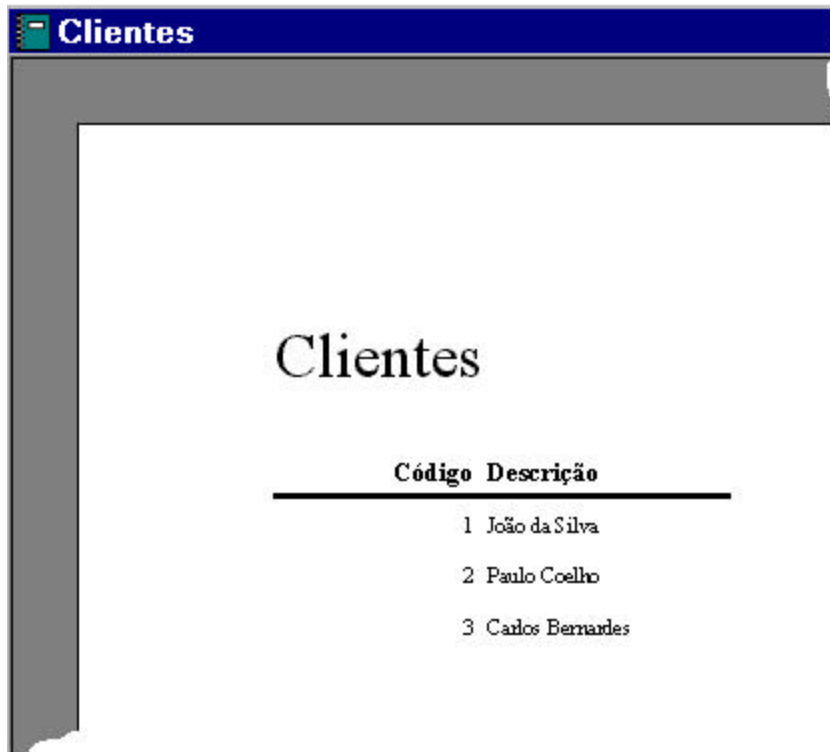 Clientes
Clientes
Código Descrição
1 João da Silva
2 Paulo Coelho
3 Carlos Bernardes